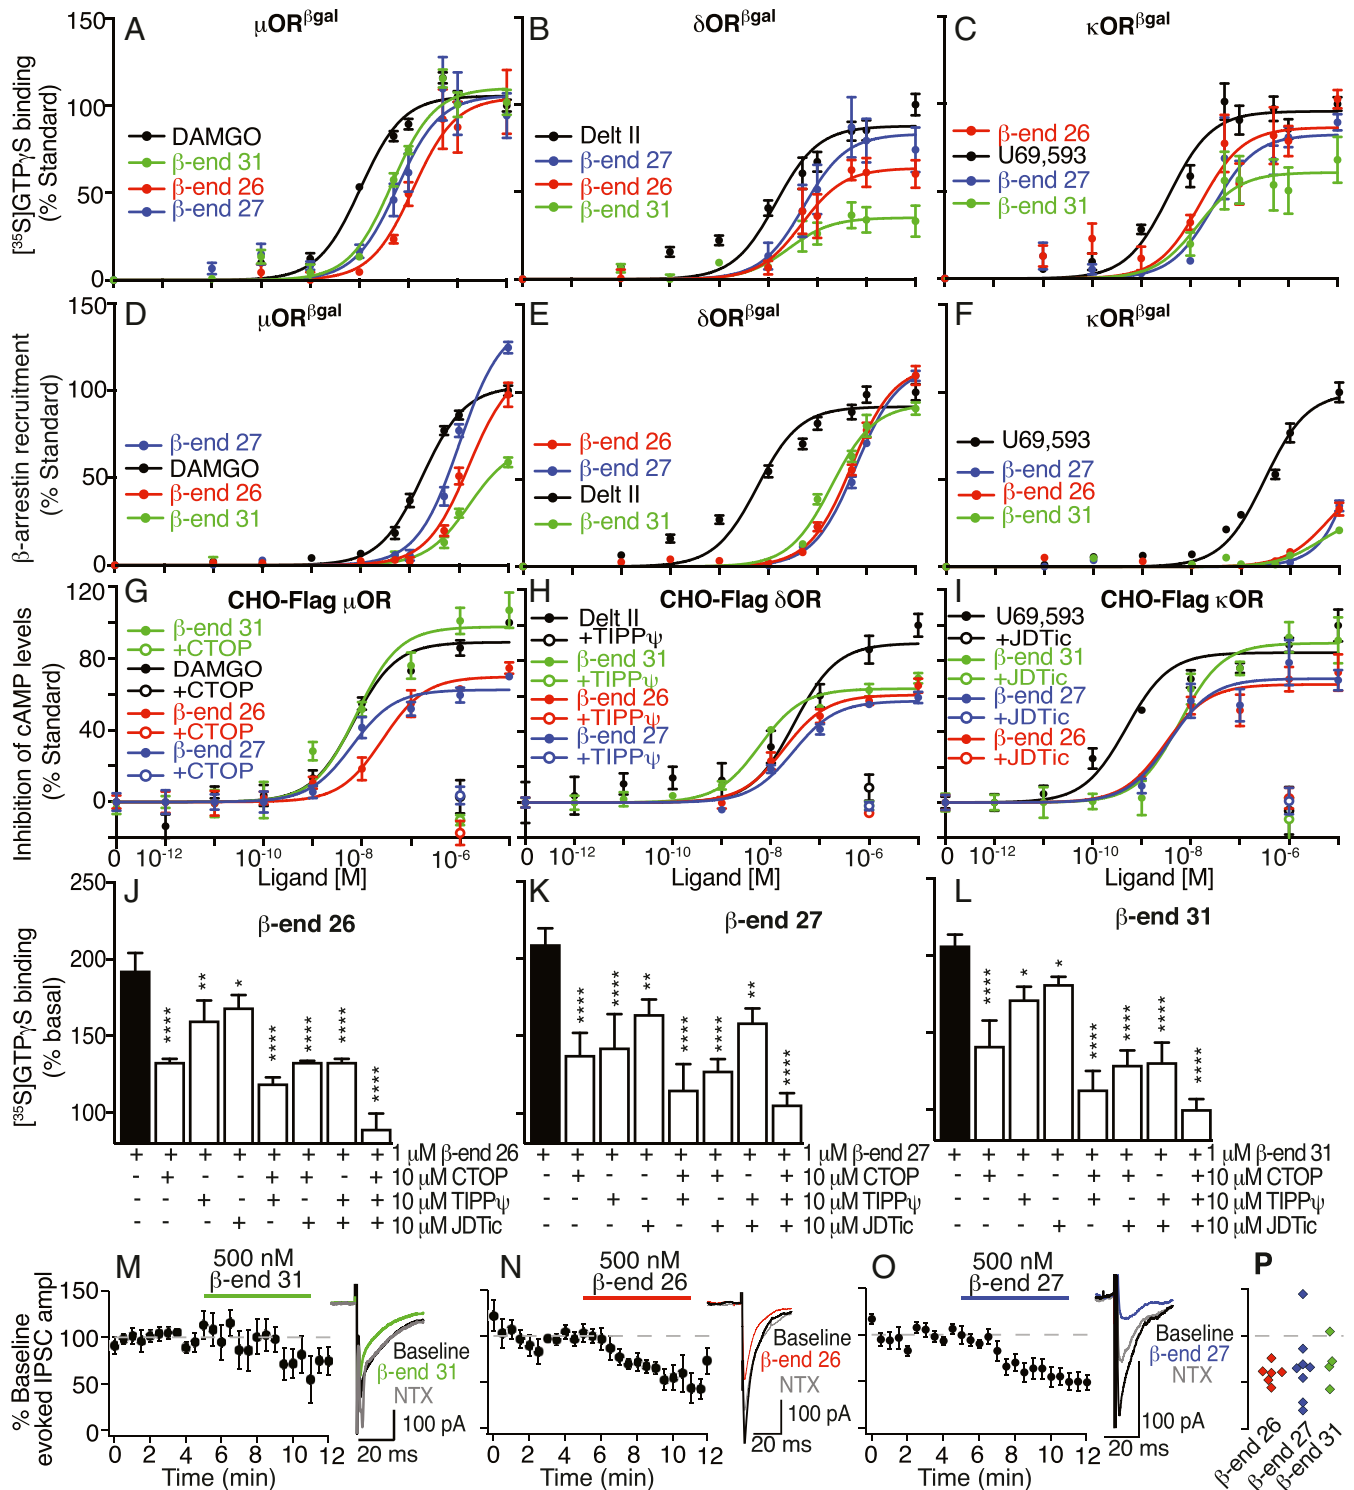 A μORβgal
B δORβgal
C κORβgal
[35S]GTPγS binding
(% Standard)
150
100
50
0
DAMGO
β-end 31
β-end 26
β-end 27
Delt II
β-end 27
β-end 26
β-end 31
β-end 26
U69,593
β-end 27
β-end 31
D μORβgal
E δORβgal
F κORβgal
β-arrestin recruitment
(% Standard)
150
100
50
0
β-end 27
DAMGO
β-end 26
β-end 31
β-end 26
β-end 27
Delt II
β-end 31
U69,593
β-end 27
β-end 26
β-end 31
G CHO-Flag μOR
H CHO-Flag δOR
I CHO-Flag κOR
Inhibition of cAMP levels
(% Standard)
120
80
40
0
β-end 31
+CTOP
DAMGO
+CTOP
β-end 26
+CTOP
β-end 27
+CTOP
Delt II
+TIPPψ
β-end 31
+TIPPψ
β-end 26
+TIPPψ
β-end 27
+TIPPψ
U69,593
+JDTic
β-end 31
+JDTic
β-end 27
+JDTic
β-end 26
+JDTic
0 10-12 10-10 10-8 10-6
0 10-12 10-10 10-8 10-6
0 10-12 10-10 10-8 10-6
Ligand [M]
Ligand [M]
Ligand [M]
J β-end 26
K β-end 27
L β-end 31
[35S]GTPγS binding
(% basal)
250
200
150
100
**** ** * **** **** **** ****
**** **** ** **** **** ** ****
**** * * **** **** **** ****
+ + + + + + + + 1 μM β-end 26
- + - - + + - + 10 μM CTOP
- - + - + - + + 10 μM TIPPψ
- - - + - + + + 10 μM JDTic
+ + + + + + + + 1 μM β-end 27
- + - - + + - + 10 μM CTOP
- - + - + - + + 10 μM TIPPψ
- - - + - + + + 10 μM JDTic
+ + + + + + + + 1 μM β-end 31
- + - - + + - + 10 μM CTOP
- - + - + - + + 10 μM TIPPψ
- - - + - + + + 10 μM JDTic
M
500 nM
β-end 31
N
500 nM
β-end 26
O
500 nM
β-end 27
P
% Baseline
evoked IPSC ampl
150
100
50
0
Baseline
β-end 31
NTX
100 pA
20 ms
Baseline
β-end 26
100 pA
20 ms
Baseline
β-end 27
NTX
100 pA
20 ms
0 2 4 6 8 10 12
0 2 4 6 8 10 12
0 2 4 6 8 10 12
Time (min)
Time (min)
Time (min)
β-end 26
β-end 27
β-end 31